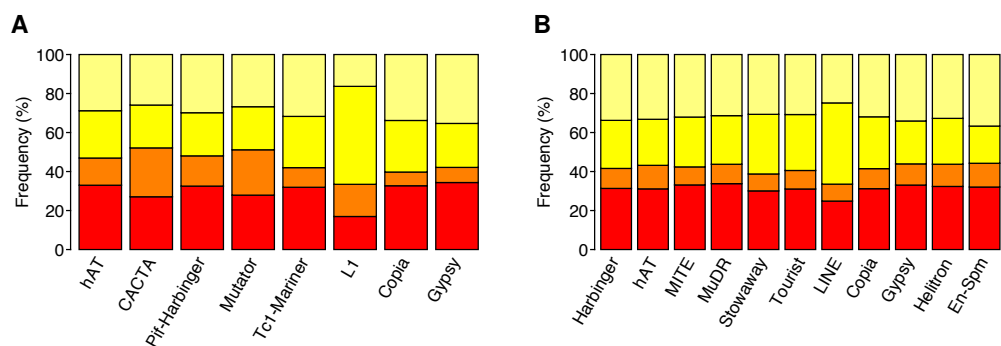 A
Frequency (%)
100
80
60
40
20
0
hAT
CACTA
Pif-Harbinger
Mutator
Tc1-Mariner
L1
Copia
Gypsy
B
Frequency (%)
100
80
60
40
20
0
Harbinger
hAT
MITE
MuDR
Stowaway
Tourist
LINE
Copia
Gypsy
Helitron
En-Spm